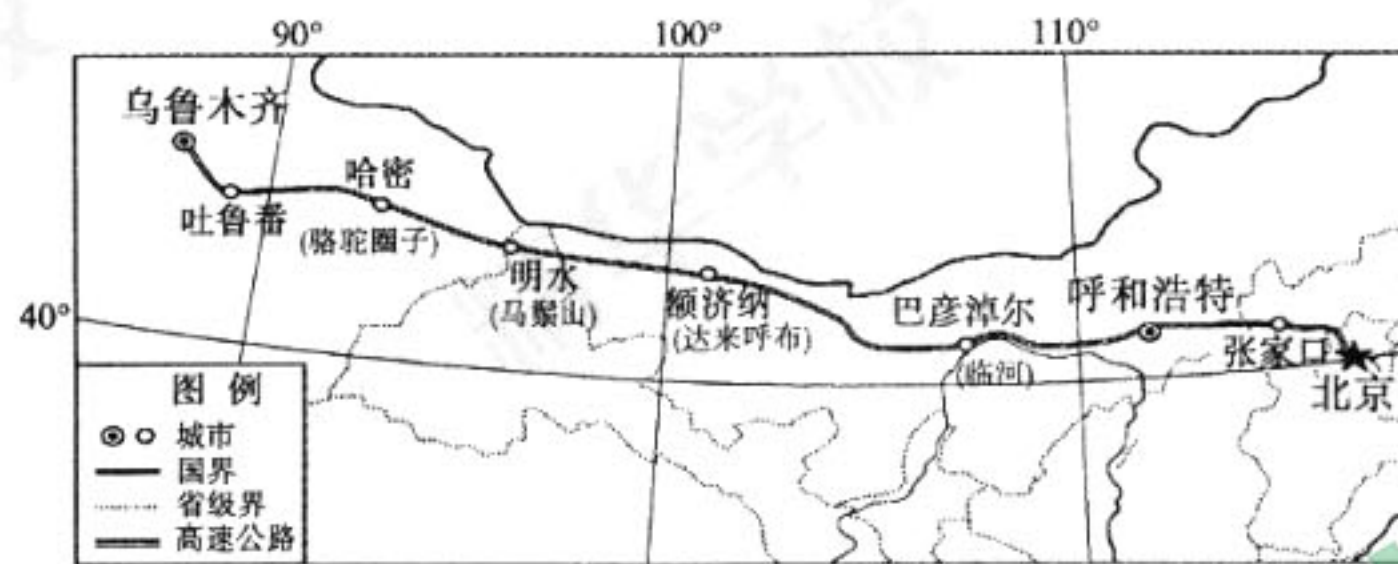 90°
100°
110°
乌鲁木齐
哈密
吐鲁番
(骆驼圈子)
明水
(马鬃山)
额济纳
(达来呼布)
巴彦淖尔
(临河)
呼和浩特
张家口
北京
40°
图 例
城市
国界
省级界
高速公路